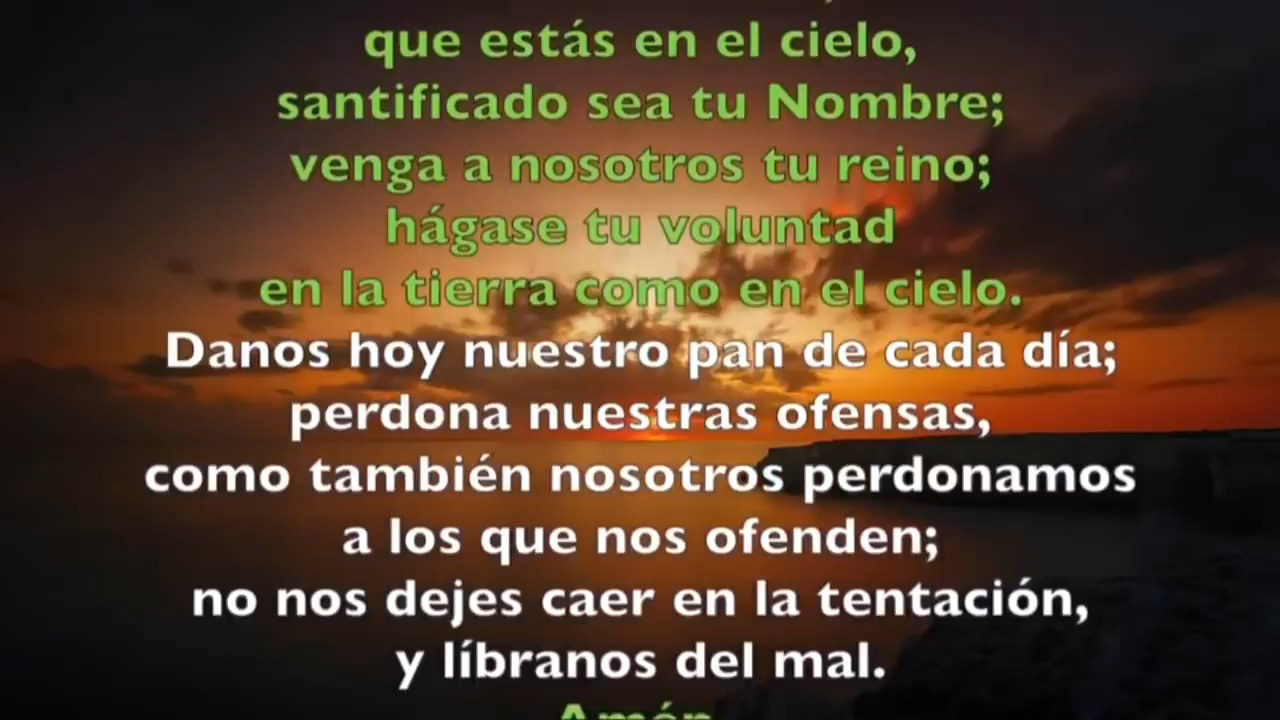 que estás en el cielo,
santificado sea tu Nombre;
venga a nosotros tu reino;
hágase tu voluntad
en la tierra como en el cielo.
Danos hoy nuestro pan de cada día;
perdona nuestras ofensas,
como también nosotros perdonamos
a los que nos ofenden;
no nos dejes caer en la tentación,
y líbranos del mal.
Amén